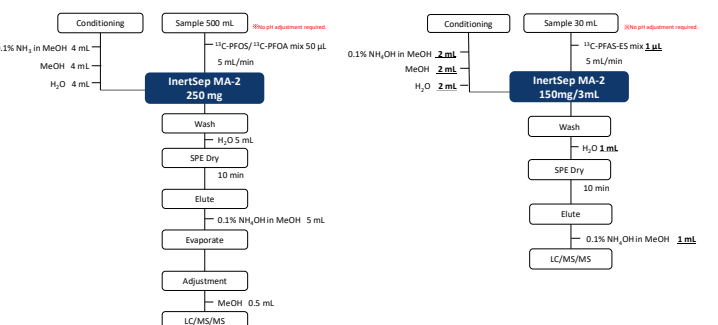 Conditioning
Sample 500 mL
※No pH adjustment required.
0.1% NH₃ in MeOH 4 mL
MeOH 4 mL
H₂O 4 mL
¹³C-PFOS/ ¹³C-PFOA mix 50 μL
5 mL/min
InertSep MA-2
250 mg
Wash
H₂O 5 mL
SPE Dry
10 min
Elute
0.1% NH₄OH in MeOH 5 mL
Evaporate
Adjustment
MeOH 0.5 mL
LC/MS/MS
Conditioning
Sample 30 mL
※No pH adjustment required.
0.1% NH₄OH in MeOH 2 mL
MeOH 2 mL
H₂O 2 mL
¹³C-PFAS-ES mix 1 μL
5 mL/min
InertSep MA-2
150mg/3mL
Wash
H₂O 1 mL
SPE Dry
10 min
Elute
0.1% NH₄OH in MeOH 1 mL
LC/MS/MS